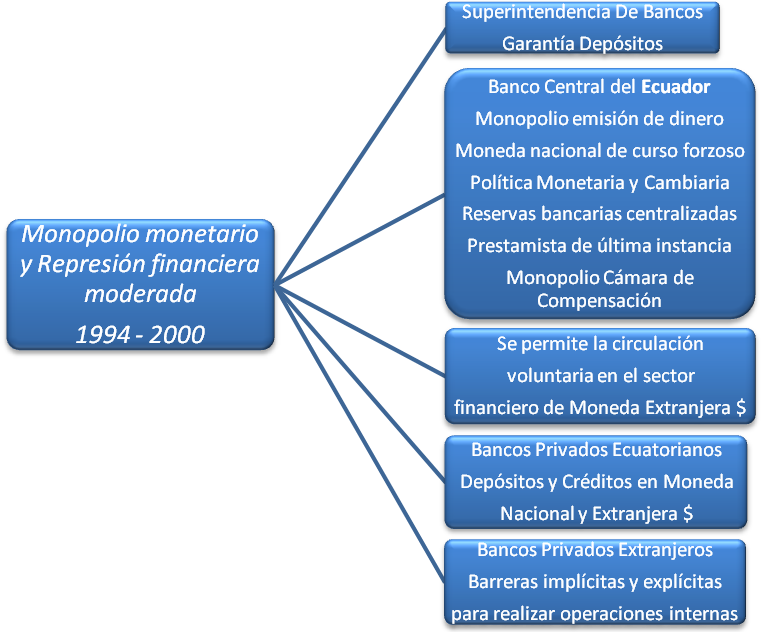 Monopolio monetario
y Represión financiera
moderada
1994 - 2000
Superintendencia De Bancos
Garantía Depósitos
Banco Central del Ecuador
Monopolio emisión de dinero
Moneda nacional de curso forzoso
Política Monetaria y Cambiaria
Reservas bancarias centralizadas
Prestamista de última instancia
Monopolio Cámara de
Compensación
Se permite la circulación
voluntaria en el sector
financiero de Moneda Extranjera $
Bancos Privados Ecuatorianos
Depósitos y Créditos en Moneda
Nacional y Extranjera $
Bancos Privados Extranjeros
Barreras implícitas y explícitas
para realizar operaciones internas